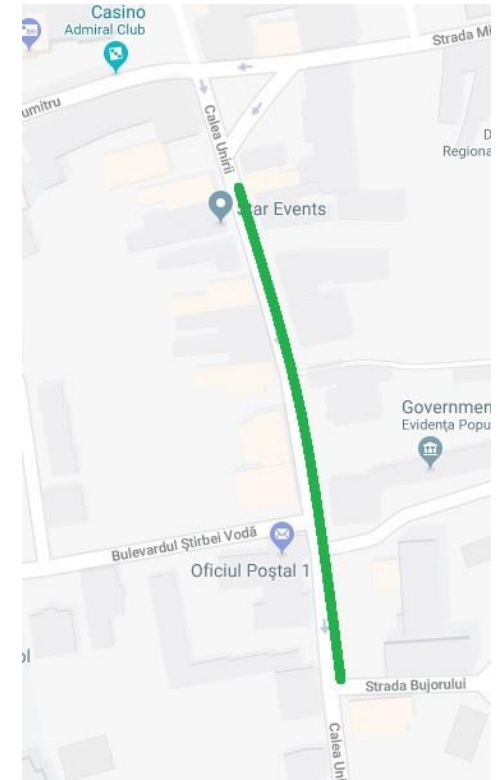 Casino
Admiral Club
Strada Mi
umitru
Calea Unirii
Regiona
tar Events
Governmen
Evidența Popu
Bulevardul Știrbei Vodă
Oficiul Poștal 1
Strada Bujorului
Calea Uni